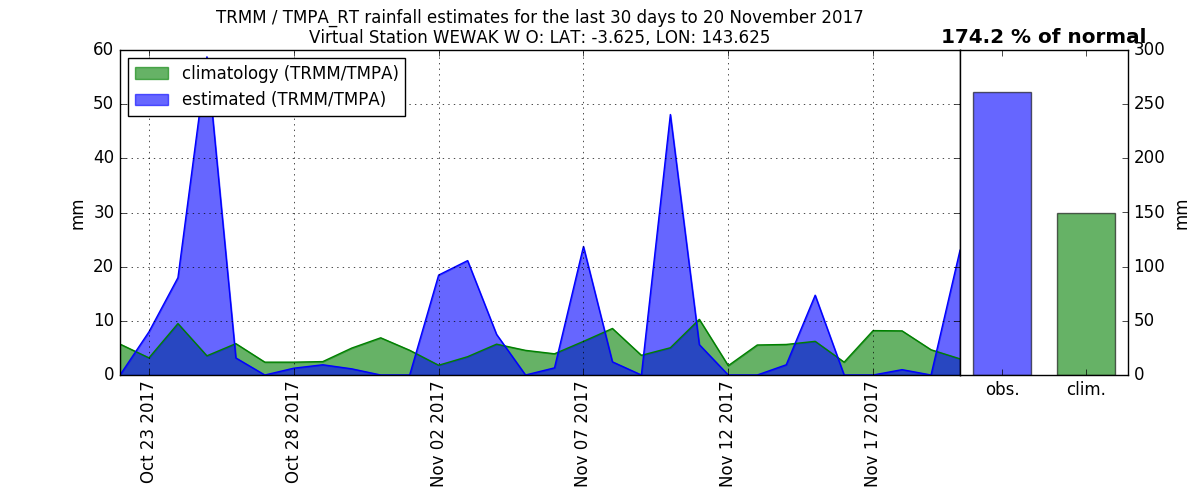 TRMM / TMPA_RT rainfall estimates for the last 30 days to 20 November 2017
Virtual Station WEWAK W O: LAT: -3.625, LON: 143.625
174.2 % of normal
climatology (TRMM/TMPA)
estimated (TRMM/TMPA)
60
50
40
30
20
10
0
mm
300
250
200
150
100
50
0
mm
Oct 23 2017
Oct 28 2017
Nov 02 2017
Nov 07 2017
Nov 12 2017
Nov 17 2017
obs.
clim.